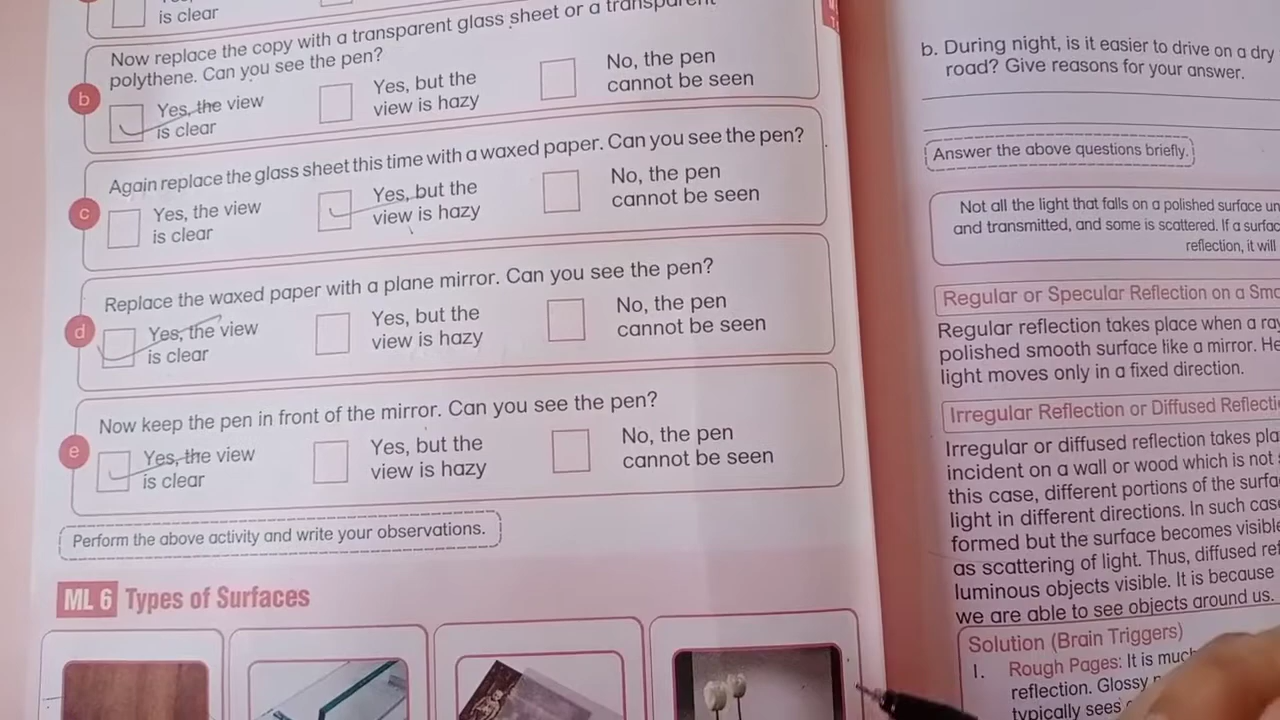 is clear
Now replace the copy with a transparent glass sheet or a transparent
polythene. Can you see the pen?
b
Yes, the view
is clear
Yes, but the
view is hazy
No, the pen
cannot be seen
Again replace the glass sheet this time with a waxed paper. Can you see the pen?
c
Yes, the view
is clear
Yes, but the
view is hazy
No, the pen
cannot be seen
Replace the waxed paper with a plane mirror. Can you see the pen?
d
Yes, the view
is clear
Yes, but the
view is hazy
No, the pen
cannot be seen
Now keep the pen in front of the mirror. Can you see the pen?
e
Yes, the view
is clear
Yes, but the
view is hazy
No, the pen
cannot be seen
Perform the above activity and write your observations.
ML 6 Types of Surfaces
b. During night, is it easier to drive on a dry
road? Give reasons for your answer.
Answer the above questions briefly.
Not all the light that falls on a polished surface un
and transmitted, and some is scattered. If a surfac
reflection, it will
Regular or Specular Reflection on a Smo
Regular reflection takes place when a ra
polished smooth surface like a mirror. He
light moves only in a fixed direction.
Irregular Reflection or Diffused Reflecti
Irregular or diffused reflection takes pla
incident on a wall or wood which is not
this case, different portions of the surfa
light in different directions. In such cas
formed but the surface becomes visible
as scattering of light. Thus, diffused ref
luminous objects visible. It is because
we are able to see objects around us.
Solution (Brain Triggers)
1. Rough Pages: It is much
reflection. Glossy
typically sees